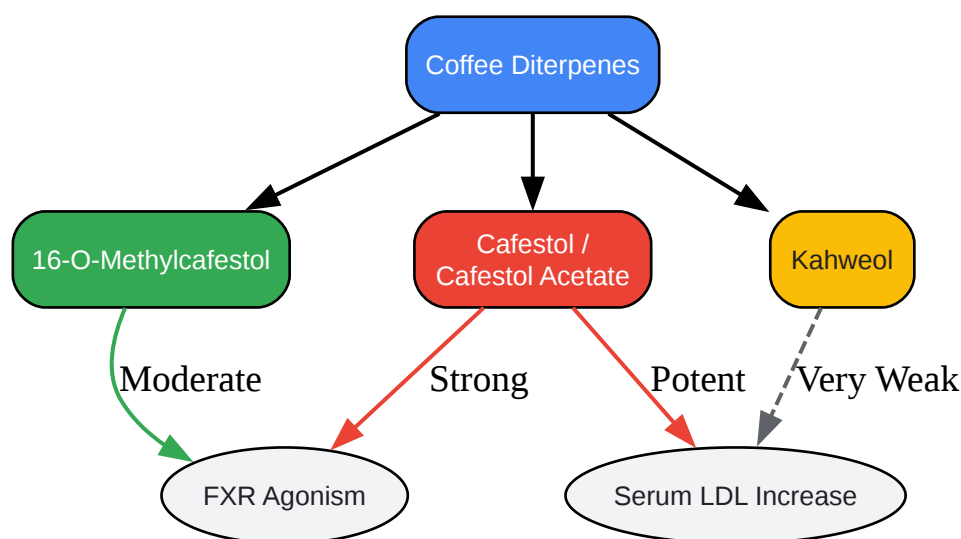 Coffee Diterpenes
16-O-Methylcafestol
Cafestol /
Cafestol Acetate
Kahweol
Moderate
Strong
Potent
Very Weak
FXR Agonism
Serum LDL Increase